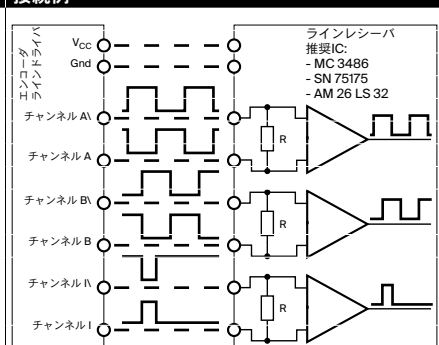 接続例
エンコーダ
ラインドライバ
Vcc
Gnd
チャンネル A\
チャンネル A
チャンネル B\
チャンネル B
チャンネル I\
チャンネル I
ラインレシーバ
推奨IC:
- MC 3486
- SN 75175
- AM 26 LS 32
R
R
R